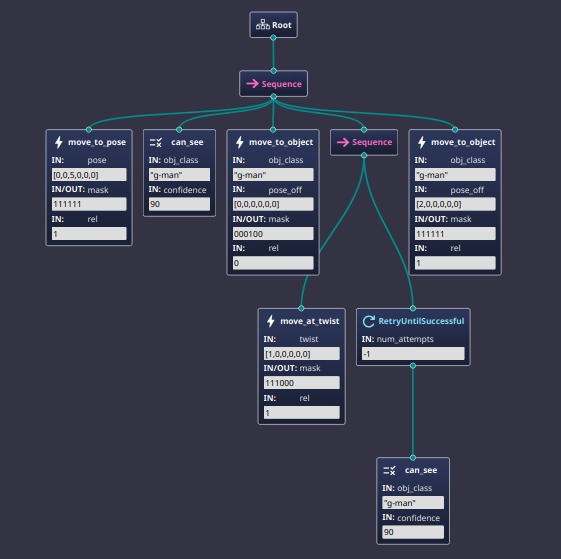 Root
Sequence
move_to_pose
IN: pose
[0,0,5,0,0,0]
IN/OUT: mask
111111
IN: rel
1
can_see
IN: obj_class
"g-man"
IN: confidence
90
move_to_object
IN: obj_class
"g-man"
IN: pose_off
[0,0,0,0,0,0]
IN/OUT: mask
000100
IN: rel
0
Sequence
move_to_object
IN: obj_class
"g-man"
IN: pose_off
[2,0,0,0,0,0]
IN/OUT: mask
111111
IN: rel
1
move_at_twist
IN: twist
[1,0,0,0,0,0]
IN/OUT: mask
111000
IN: rel
1
RetryUntilSuccessful
IN: num_attempts
-1
can_see
IN: obj_class
"g-man"
IN: confidence
90